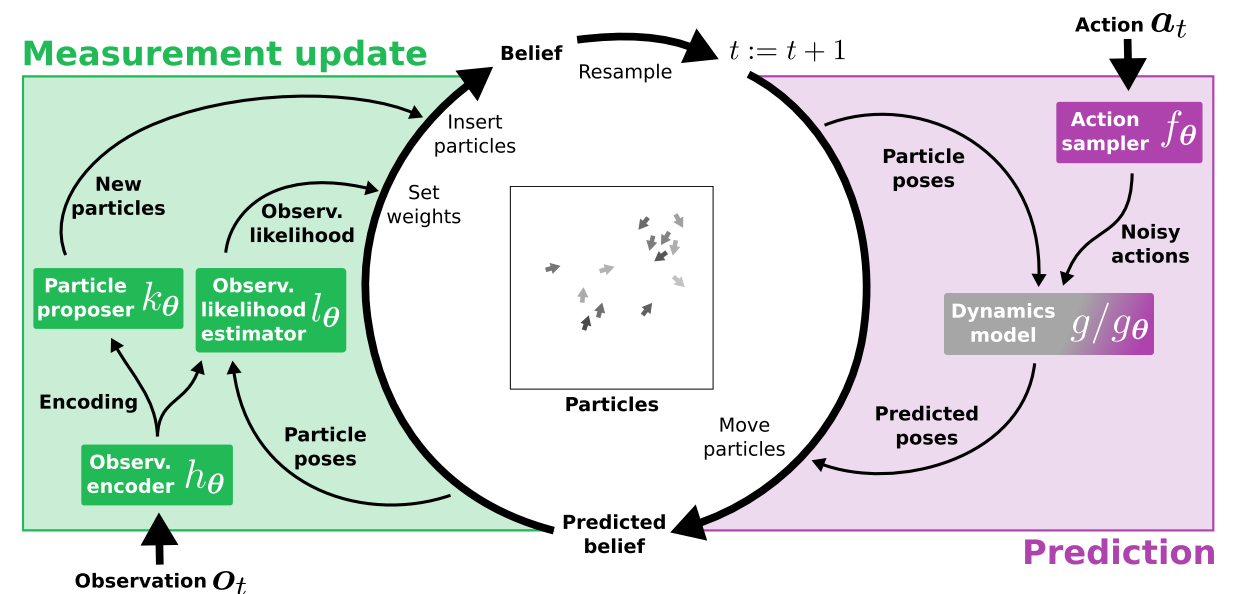 Measurement update
Belief
Resample
t := t + 1
Action a_t
Insert
particles
Set
weights
New
particles
Observ.
likelihood
Particle
proposer k_θ
Observ.
likelihood
estimator l_θ
Encoding
Observ.
encoder h_θ
Observation o_t
Particle
poses
Particles
Particle
poses
Action
sampler f_θ
Noisy
actions
Dynamics
model g/g_θ
Predicted
poses
Move
particles
Predicted
belief
Prediction